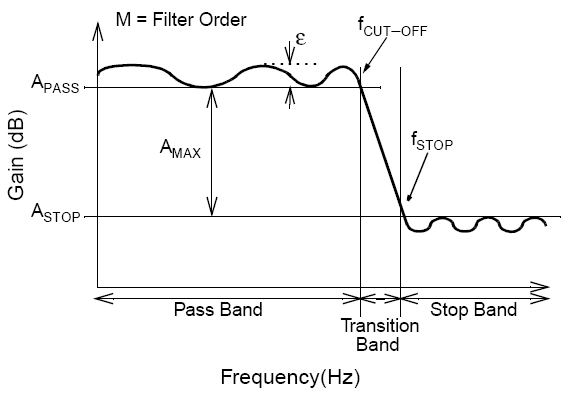 M = Filter Order
ε
fCUT–OFF
APASS
AMAX
fSTOP
ASTOP
Gain (dB)
Pass Band
Transition
Band
Stop Band
Frequency(Hz)